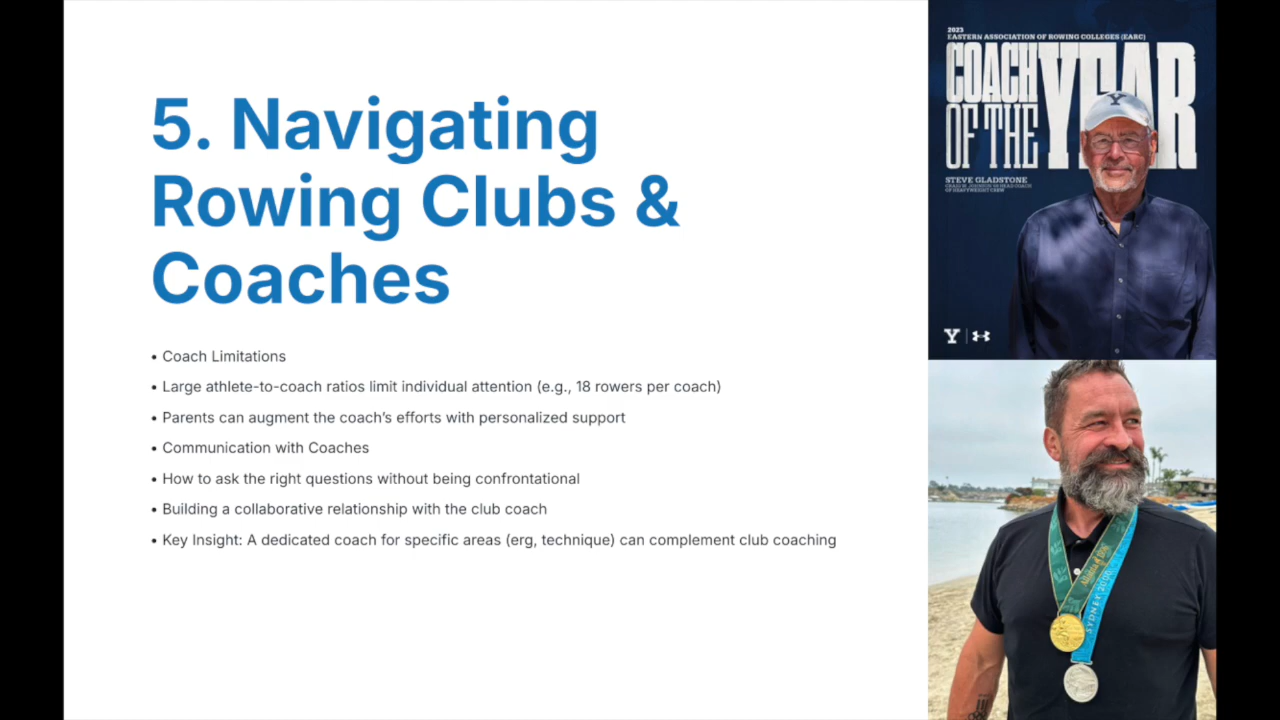 5. Navigating
Rowing Clubs &
Coaches
• Coach Limitations
• Large athlete-to-coach ratios limit individual attention (e.g., 18 rowers per coach)
• Parents can augment the coach’s efforts with personalized support
• Communication with Coaches
• How to ask the right questions without being confrontational
• Building a collaborative relationship with the club coach
• Key Insight: A dedicated coach for specific areas (erg, technique) can complement club coaching
2023
EASTERN ASSOCIATION OF ROWING COLLEGES (EARC)
COACH
OF THE
YEAR
Y
STEVE GLADSTONE
CRAIG W. JOHNSON '68 HEAD COACH
OF HEAVYWEIGHT CREW
Y
SYDNEY 2000